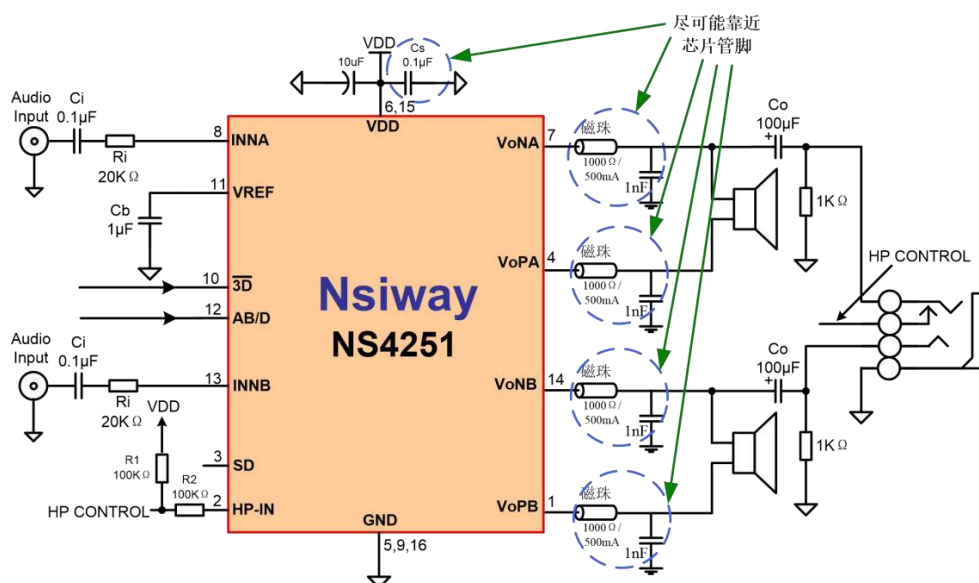 尽可能靠近
芯片管脚
VDD
10uF
Cs
0.1μF
6,15
VDD
Audio
Input
Ci
0.1μF
Ri
20KΩ
8
INNA
11
VREF
Cb
1μF
10
3D
12
AB/D
Audio
Input
Ci
0.1μF
Ri
20KΩ
13
INNB
VDD
R1
100KΩ
R2
100KΩ
3
SD
HP CONTROL
2
HP-IN
Nsiway
NS4251
GND
5,9,16
VoNA
7
磁珠
1000Ω/
500mA
1nF
VoPA
4
磁珠
1000Ω/
500mA
1nF
VoNB
14
磁珠
1000Ω/
500mA
1nF
VoPB
1
磁珠
1000Ω/
500mA
1nF
Co
100μF
+
1KΩ
HP CONTROL
Co
100μF
+
1KΩ